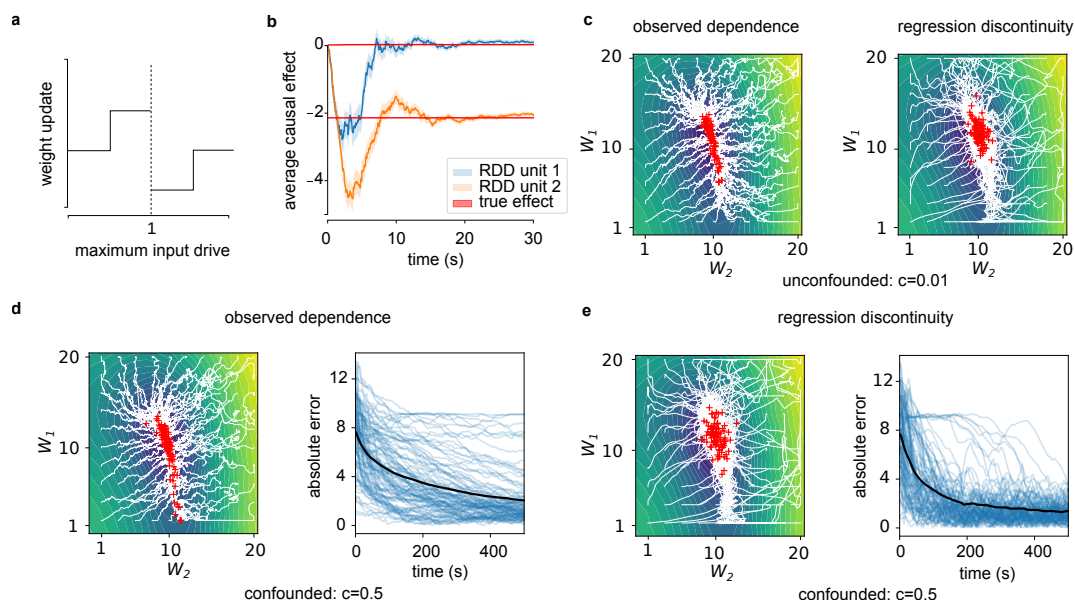 a
weight update
1
maximum input drive
b
average causal effect
0
−2
−4
RDD unit 1
RDD unit 2
true effect
0 10 20 30
time (s)
c
observed dependence
regression discontinuity
W1
20
10
1
1 10 20
W2
W1
20
10
1
1 10 20
W2
unconfounded: c=0.01
d
observed dependence
W1
20
10
1
1 10 20
W2
absolute error
12
8
4
0
0 200 400
time (s)
confounded: c=0.5
e
regression discontinuity
W1
20
10
1
1 10 20
W2
absolute error
12
8
4
0
0 200 400
time (s)
confounded: c=0.5